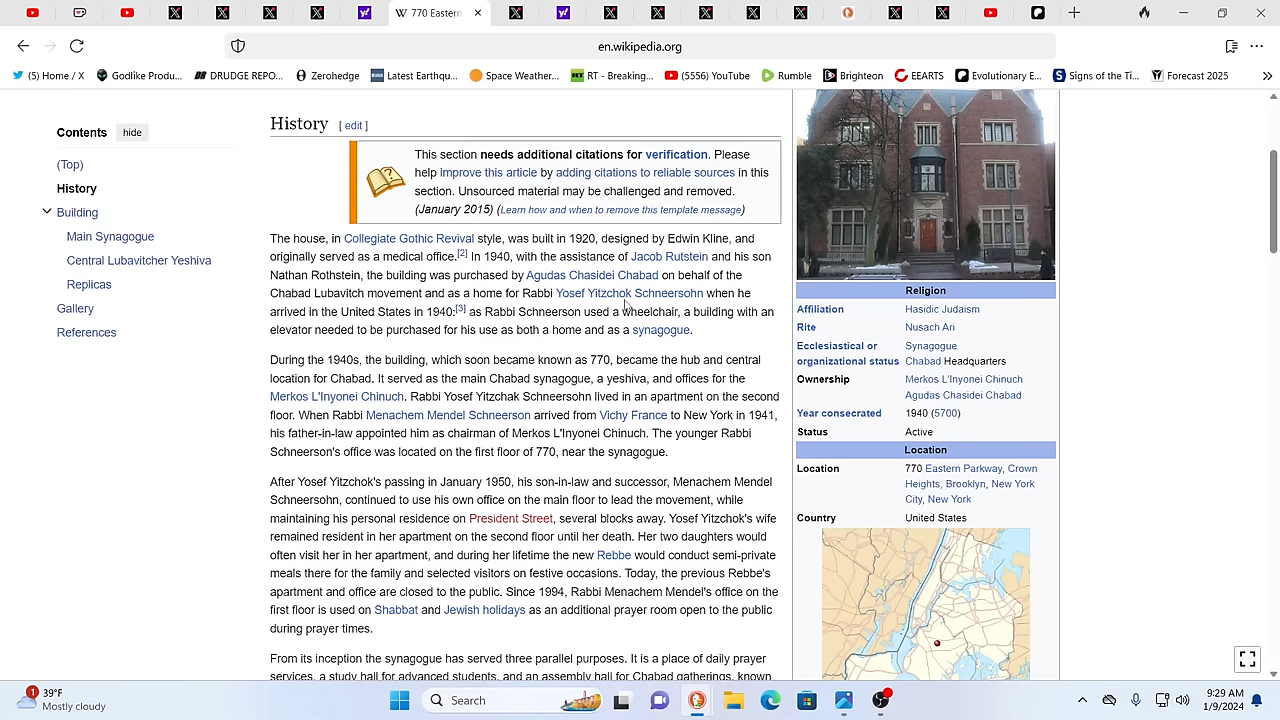 770 Eastern
en.wikipedia.org
(5) Home / X
Godlike Produ...
DRUDGE REPO...
Zerohedge
Latest Earthqu...
Space Weather...
RT - Breaking...
(5556) YouTube
Rumble
Brighteon
EEARTS
Evolutionary E...
Signs of the Ti...
Forecast 2025
Contents hide
(Top)
History
Building
Main Synagogue
Central Lubavitcher Yeshiva
Replicas
Gallery
References
History [ edit ]
This section needs additional citations for verification. Please
help improve this article by adding citations to reliable sources in this
section. Unsourced material may be challenged and removed.
(January 2015) (Learn how and when to remove this template message)
The house, in Collegiate Gothic Revival style, was built in 1920, designed by Edwin Kline, and
originally served as a medical office.[2] In 1940, with the assistance of Jacob Rutstein and his son
Nathan Rothstein, the building was purchased by Agudas Chasidei Chabad on behalf of the
Chabad Lubavitch movement and as a home for Rabbi Yosef Yitzchok Schneersohn when he
arrived in the United States in 1940:[3] as Rabbi Schneerson used a wheelchair, a building with an
elevator needed to be purchased for his use as both a home and as a synagogue.
During the 1940s, the building, which soon became known as 770, became the hub and central
location for Chabad. It served as the main Chabad synagogue, a yeshiva, and offices for the
Merkos L'Inyonei Chinuch. Rabbi Yosef Yitzchak Schneersohn lived in an apartment on the second
floor. When Rabbi Menachem Mendel Schneerson arrived from Vichy France to New York in 1941,
his father-in-law appointed him as chairman of Merkos L'Inyonei Chinuch. The younger Rabbi
Schneerson's office was located on the first floor of 770, near the synagogue.
After Yosef Yitzchok's passing in January 1950, his son-in-law and successor, Menachem Mendel
Schneersohn, continued to use his own office on the main floor to lead the movement, while
maintaining his personal residence on President Street, several blocks away. Yosef Yitzchok's wife
remained resident in her apartment on the second floor until her death. Her two daughters would
often visit her in her apartment, and during her lifetime the new Rebbe would conduct semi-private
meals there for the family and selected visitors on festive occasions. Today, the previous Rebbe's
apartment and office are closed to the public. Since 1994, Rabbi Menachem Mendel's office on the
first floor is used on Shabbat and Jewish holidays as an additional prayer room open to the public
during prayer times.
From its inception the synagogue has served three parallel purposes. It is a place of daily prayer
services, a study hall for advanced students, and an assembly hall for Chabad gatherings, known
Religion
Affiliation Hasidic Judaism
Rite Nusach Ari
Ecclesiastical or Synagogue
organizational status Chabad Headquarters
Ownership Merkos L'Inyonei Chinuch
Agudas Chasidei Chabad
Year consecrated 1940 (5700)
Status Active
Location
Location 770 Eastern Parkway, Crown
Heights, Brooklyn, New York
City, New York
Country United States
1
39°F
Mostly cloudy
Search
9:29 AM
1/9/2024